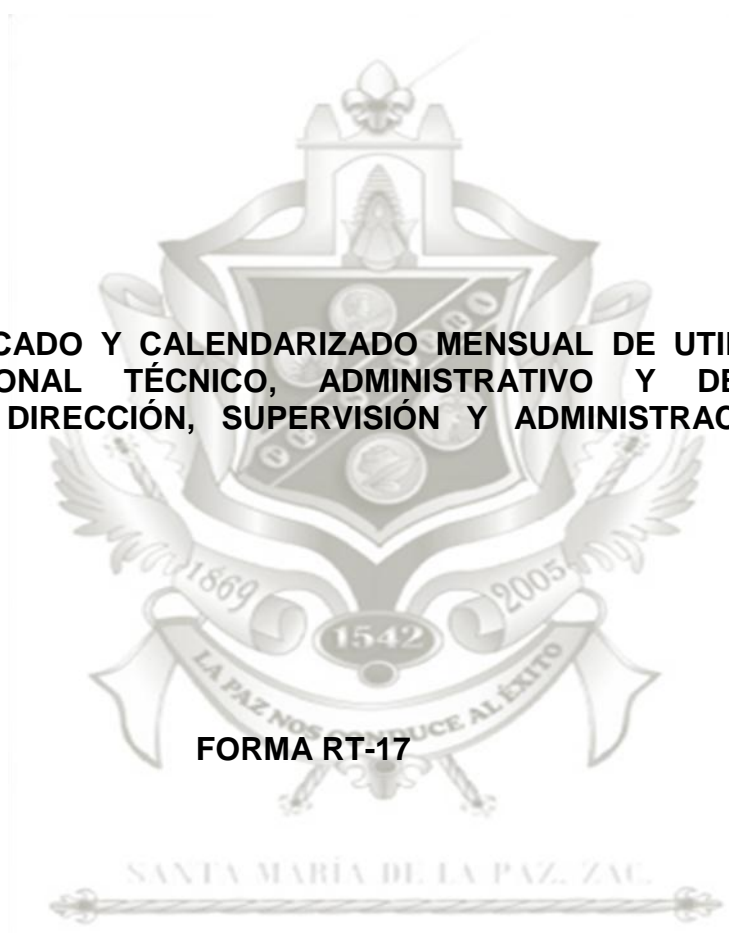 CADO Y CALENDARIZADO MENSUAL DE UTI
ONAL TÉCNICO, ADMINISTRATIVO Y DE
DIRECCIÓN, SUPERVISIÓN Y ADMINISTRAC
1869
2005
1542
LA PAZ NOS CONDUCE AL ÉXITO
FORMA RT-17
SANTA MARÍA DE LA PAZ, ZAC.